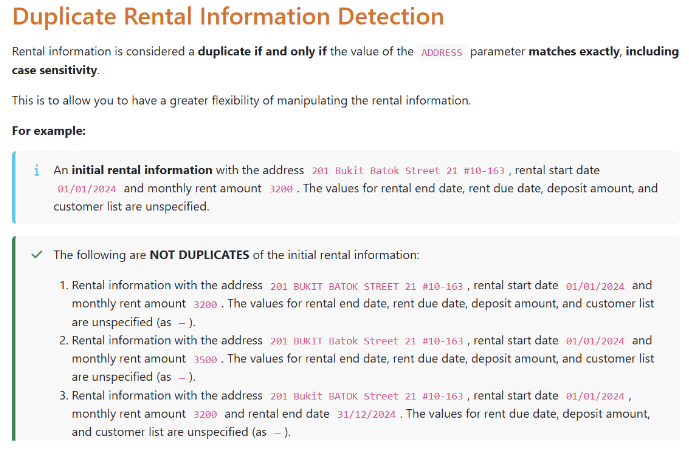 Duplicate Rental Information Detection
Rental information is considered a duplicate if and only if the value of the ADDRESS parameter matches exactly, including
case sensitivity.
This is to allow you to have a greater flexibility of manipulating the rental information.
For example:
An initial rental information with the address 201 Bukit Batok Street 21 #10-163 , rental start date
01/01/2024 and monthly rent amount 3200 . The values for rental end date, rent due date, deposit amount, and
customer list are unspecified.
The following are NOT DUPLICATES of the initial rental information:
1. Rental information with the address 201 BUKIT BATOK STREET 21 #10-163 , rental start date 01/01/2024 and
monthly rent amount 3200 . The values for rental end date, rent due date, deposit amount, and customer list
are unspecified (as — ).
2. Rental information with the address 201 BUKIT Batok Street 21 #10-163 , rental start date 01/01/2024 and
monthly rent amount 3500 . The values for rental end date, rent due date, deposit amount, and customer list
are unspecified (as — ).
3. Rental information with the address 201 Bukit BATOK Street 21 #10-163 , rental start date 01/01/2024 ,
monthly rent amount 3200 and rental end date 31/12/2024 . The values for rent due date, deposit amount,
and customer list are unspecified (as — ).